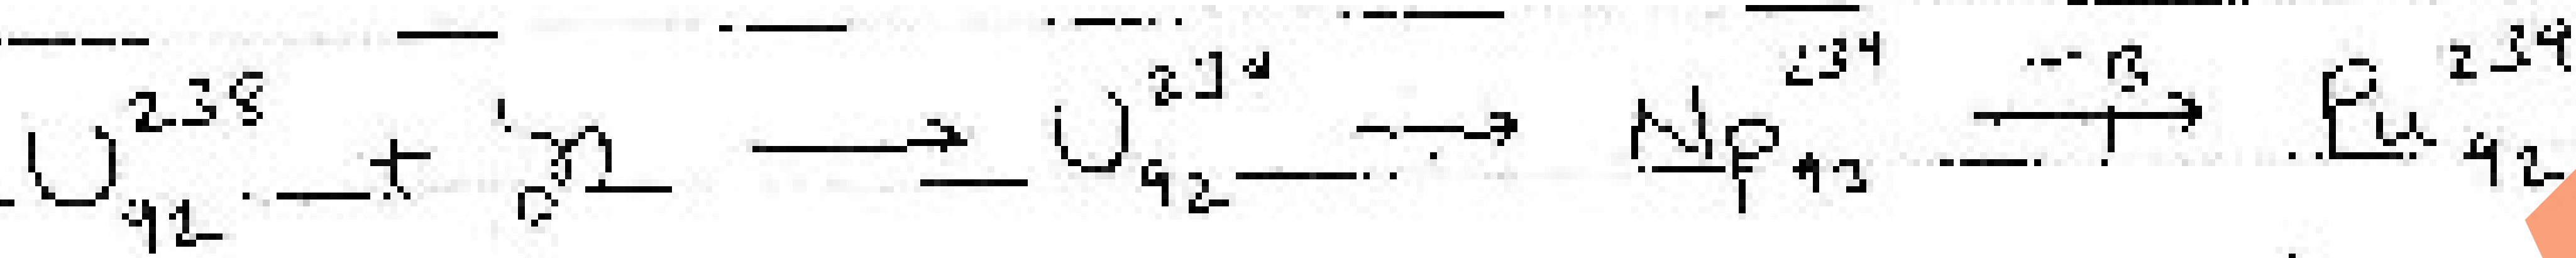 U²³⁸₉₂ + ¹₀n → U²³⁹₉₂ → Np²³⁹₉₃ —β→ Pu²³⁹₉₂